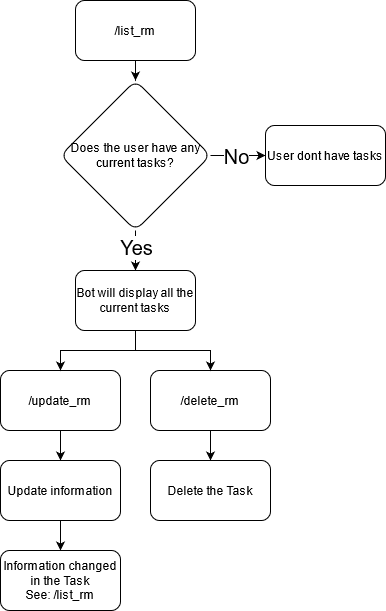 /list_rm
Does the user have any
current tasks?
No
User dont have tasks
Yes
Bot will display all the
current tasks
/update_rm
/delete_rm
Update information
Delete the Task
Information changed
in the Task
See: /list_rm